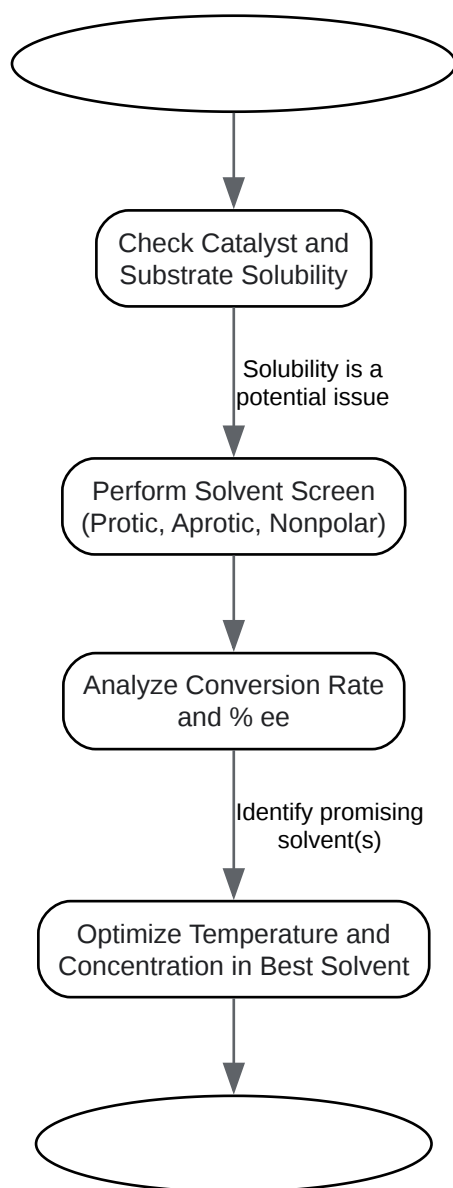 Check Catalyst and
Substrate Solubility
Solubility is a
potential issue
Perform Solvent Screen
(Protic, Aprotic, Nonpolar)
Analyze Conversion Rate
and % ee
Identify promising
solvent(s)
Optimize Temperature and
Concentration in Best Solvent